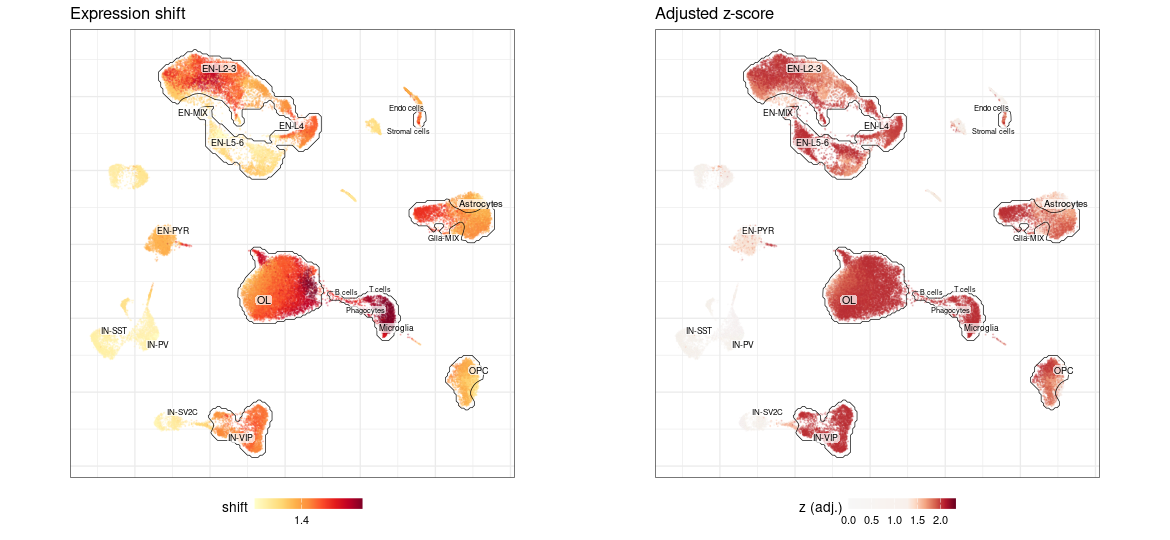 Expression shift
EN-L2-3
EN-MIX
EN-L4
EN-L5-6
Endo cells
Stromal cells
Astrocytes
Glia-MIX
EN-PYR
OL
B cells
T cells
Phagocytes
Microglia
IN-SST
IN-PV
OPC
IN-SV2C
IN-VIP
shift
1.4
Adjusted z-score
EN-L2-3
EN-MIX
EN-L4
EN-L5-6
Endo cells
Stromal cells
Astrocytes
Glia-MIX
EN-PYR
OL
B cells
T cells
Phagocytes
Microglia
IN-SST
IN-PV
OPC
IN-SV2C
IN-VIP
z (adj.)
0.0 0.5 1.0 1.5 2.0